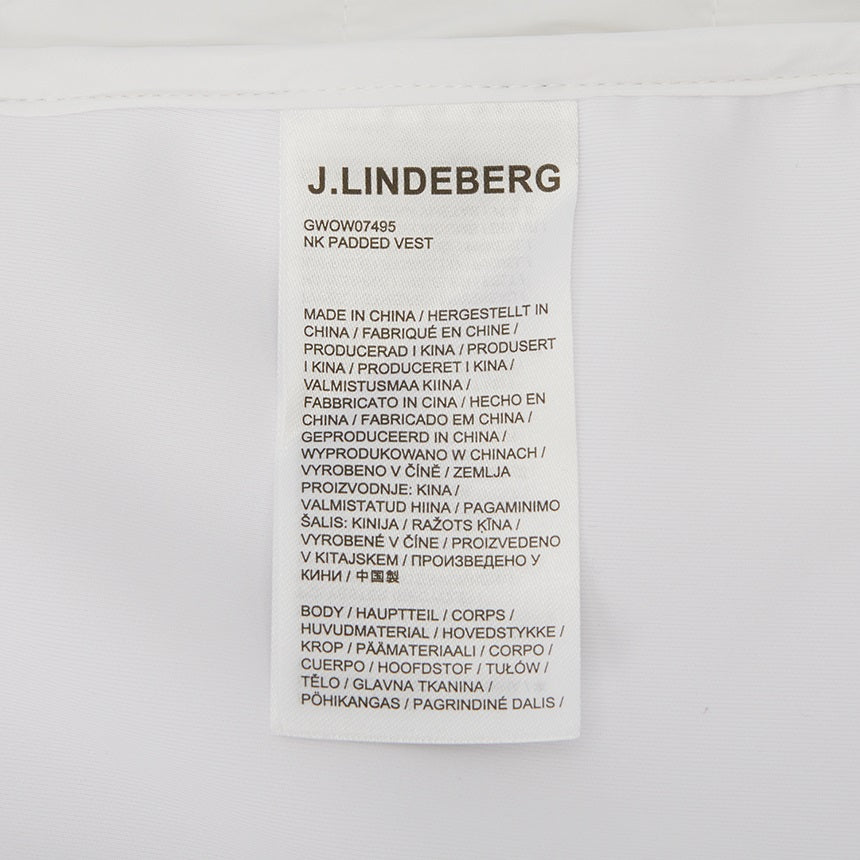 J.LINDEBERG
GWOW07495
NK PADDED VEST
MADE IN CHINA / HERGESTELLT IN
CHINA / FABRIQUÉ EN CHINE /
PRODUCERAD I KINA / PRODUSERT
I KINA / PRODUCERET I KINA /
VALMISTUSMAA KIINA /
FABBRICATO IN CINA / HECHO EN
CHINA / FABRICADO EM CHINA /
GEPRODUCEERD IN CHINA /
WYPRODUKOWANO W CHINACH /
VYROBENO V ČÍNĚ / ZEMLJA
PROIZVODNJE: KINA /
VALMISTATUD HIINA / PAGAMINIMO
ŠALIS: KINIJA / RAŽOTS ĶĪNA /
VYROBENÉ V ČÍNE / PROIZVEDENO
V KITAJSKEM / ПРОИЗВЕДЕНО У
КИНИ / 中国製
BODY / HAUPTTEIL / CORPS /
HUVUDMATERIAL / HOVEDSTYKKE /
KROP / PÄÄMATERIAALI / CORPO /
CUERPO / HOOFDSTOF / TUŁÓW /
TĚLO / GLAVNA TKANINA /
PÕHIKANGAS / PAGRINDINĖ DALIS /